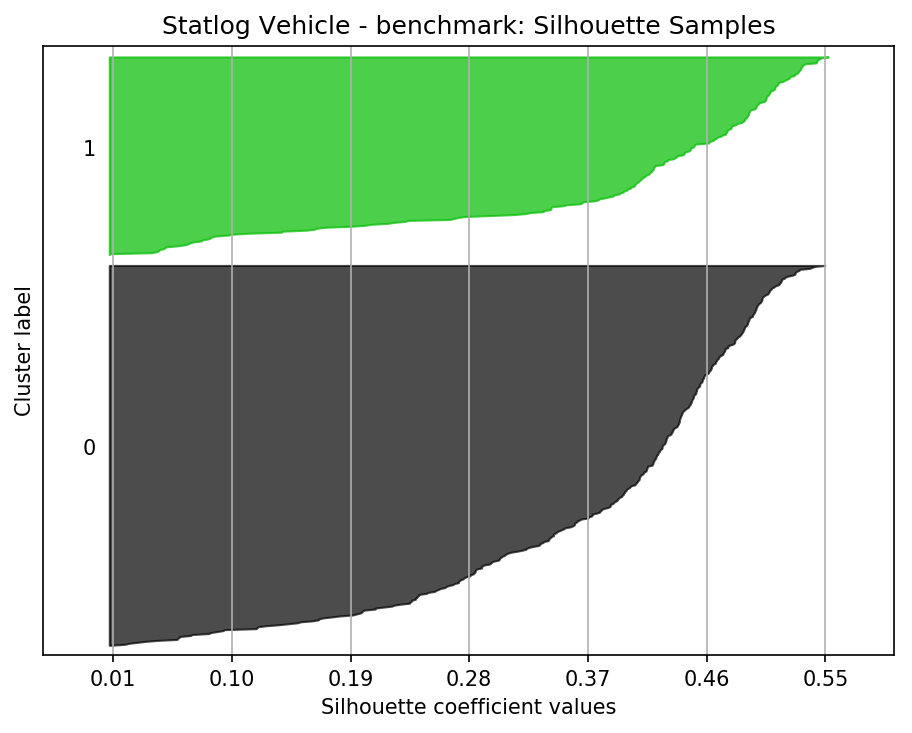 Statlog Vehicle - benchmark: Silhouette Samples
1
Cluster label
0
0.01 0.10 0.19 0.28 0.37 0.46 0.55
Silhouette coefficient values